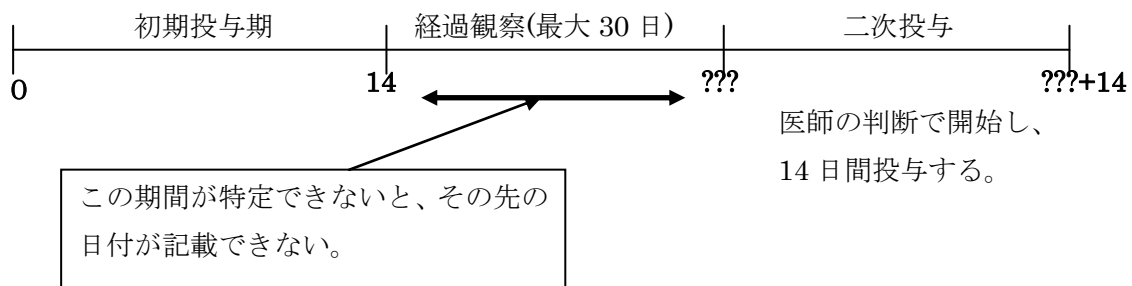 初期投与期 経過観察(最大 30 日) 二次投与
0 14 ??? ???+14
医師の判断で開始し、
14 日間投与する。
この期間が特定できないと、その先の
日付が記載できない。